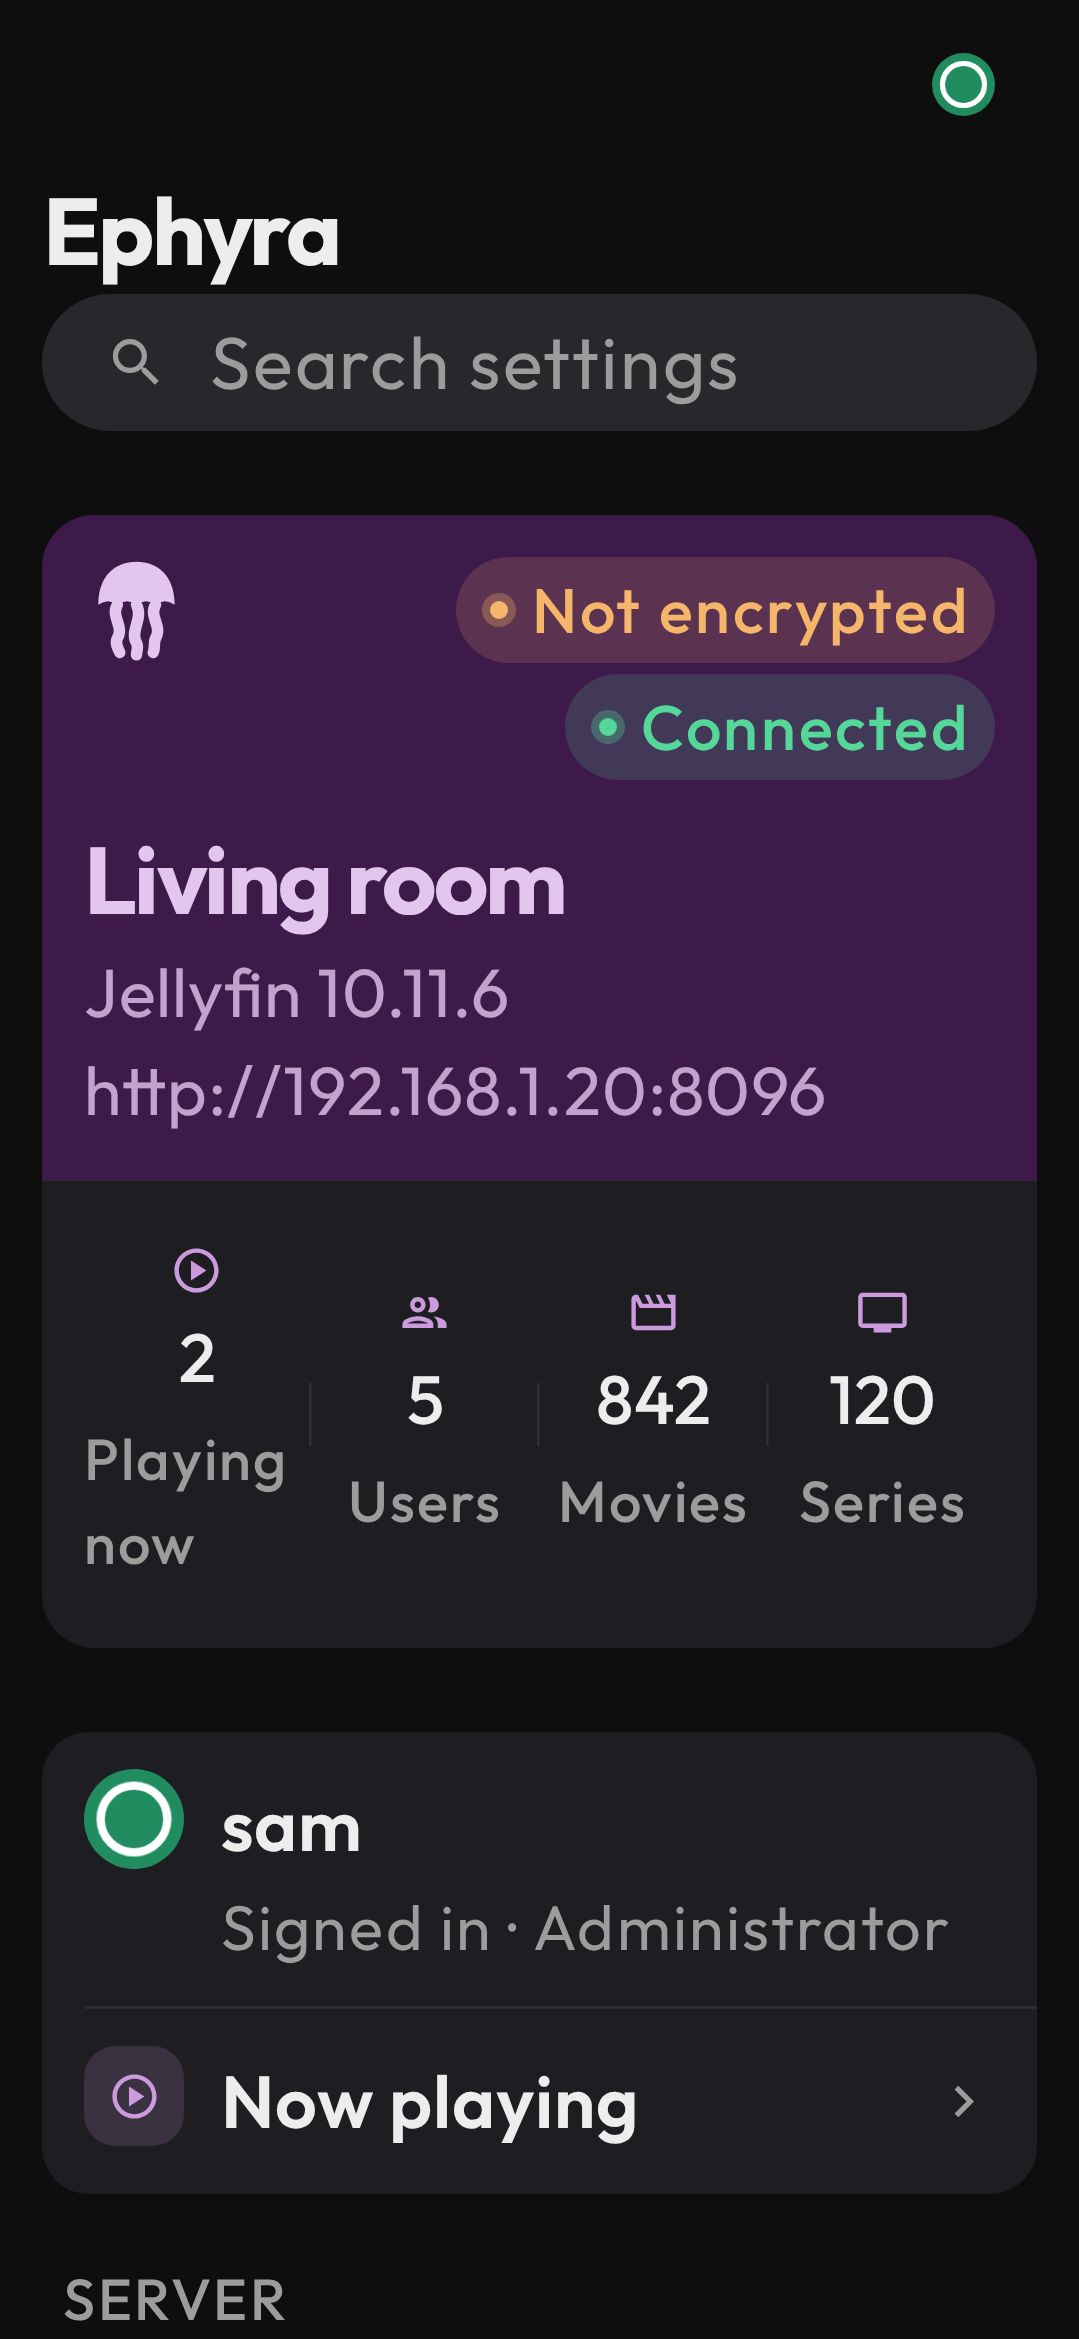 Ephyra
Search settings
Not encrypted
Connected
Living room
Jellyfin 10.11.6
http://192.168.1.20:8096
2
Playing
now
5
Users
842
Movies
120
Series
sam
Signed in · Administrator
Now playing
SERVER